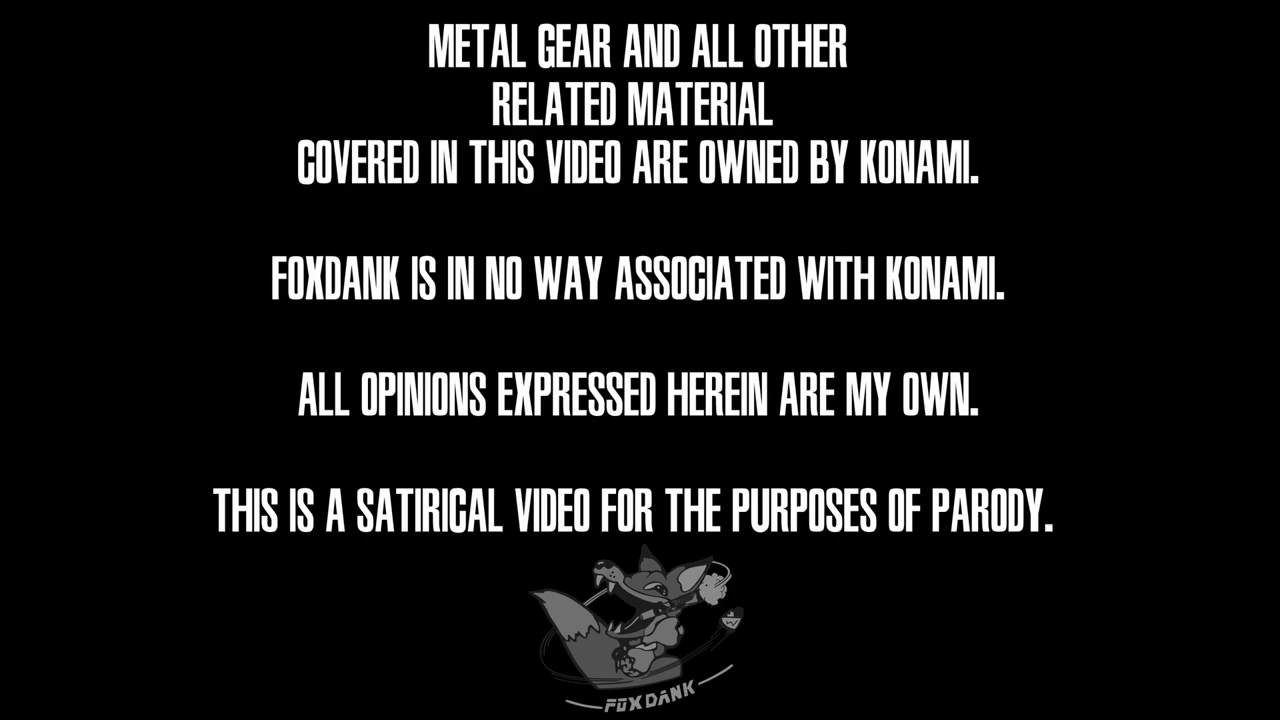 METAL GEAR AND ALL OTHER
RELATED MATERIAL
COVERED IN THIS VIDEO ARE OWNED BY KONAMI.
FOXDANK IS IN NO WAY ASSOCIATED WITH KONAMI.
ALL OPINIONS EXPRESSED HEREIN ARE MY OWN.
THIS IS A SATIRICAL VIDEO FOR THE PURPOSES OF PARODY.
FOXDANK